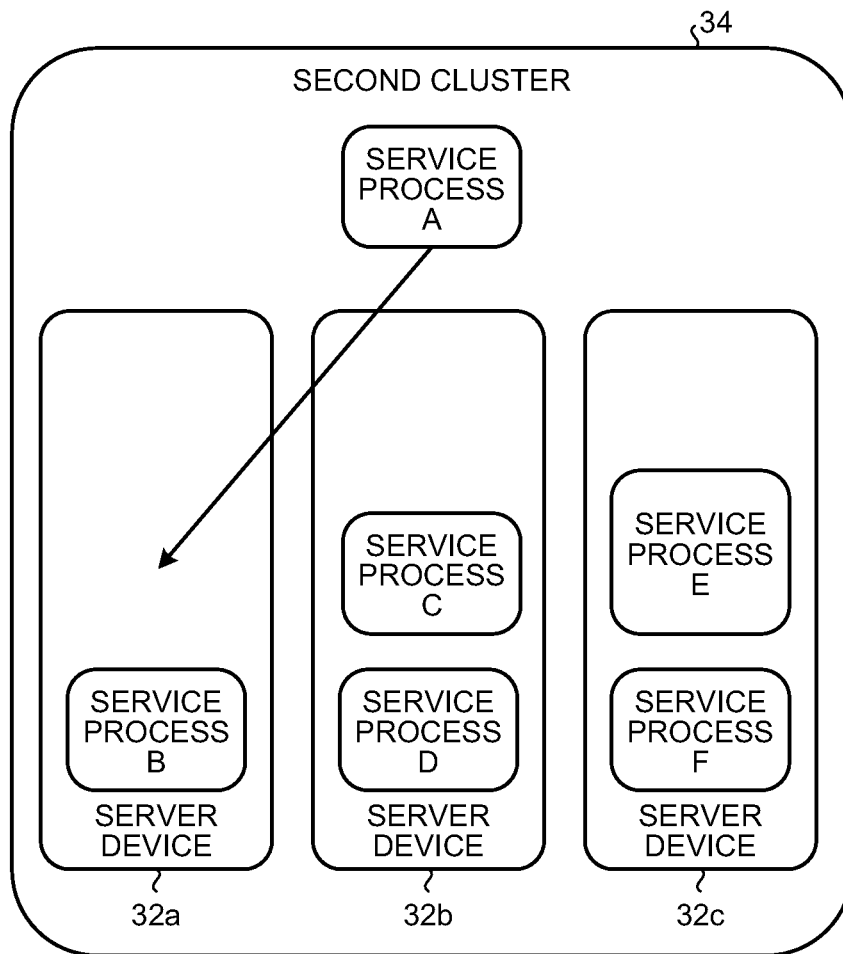 34
SECOND CLUSTER
SERVICE
PROCESS
A
SERVICE
PROCESS
C
SERVICE
PROCESS
E
SERVICE
PROCESS
B
SERVICE
PROCESS
D
SERVICE
PROCESS
F
SERVER
DEVICE
SERVER
DEVICE
SERVER
DEVICE
32a
32b
32c